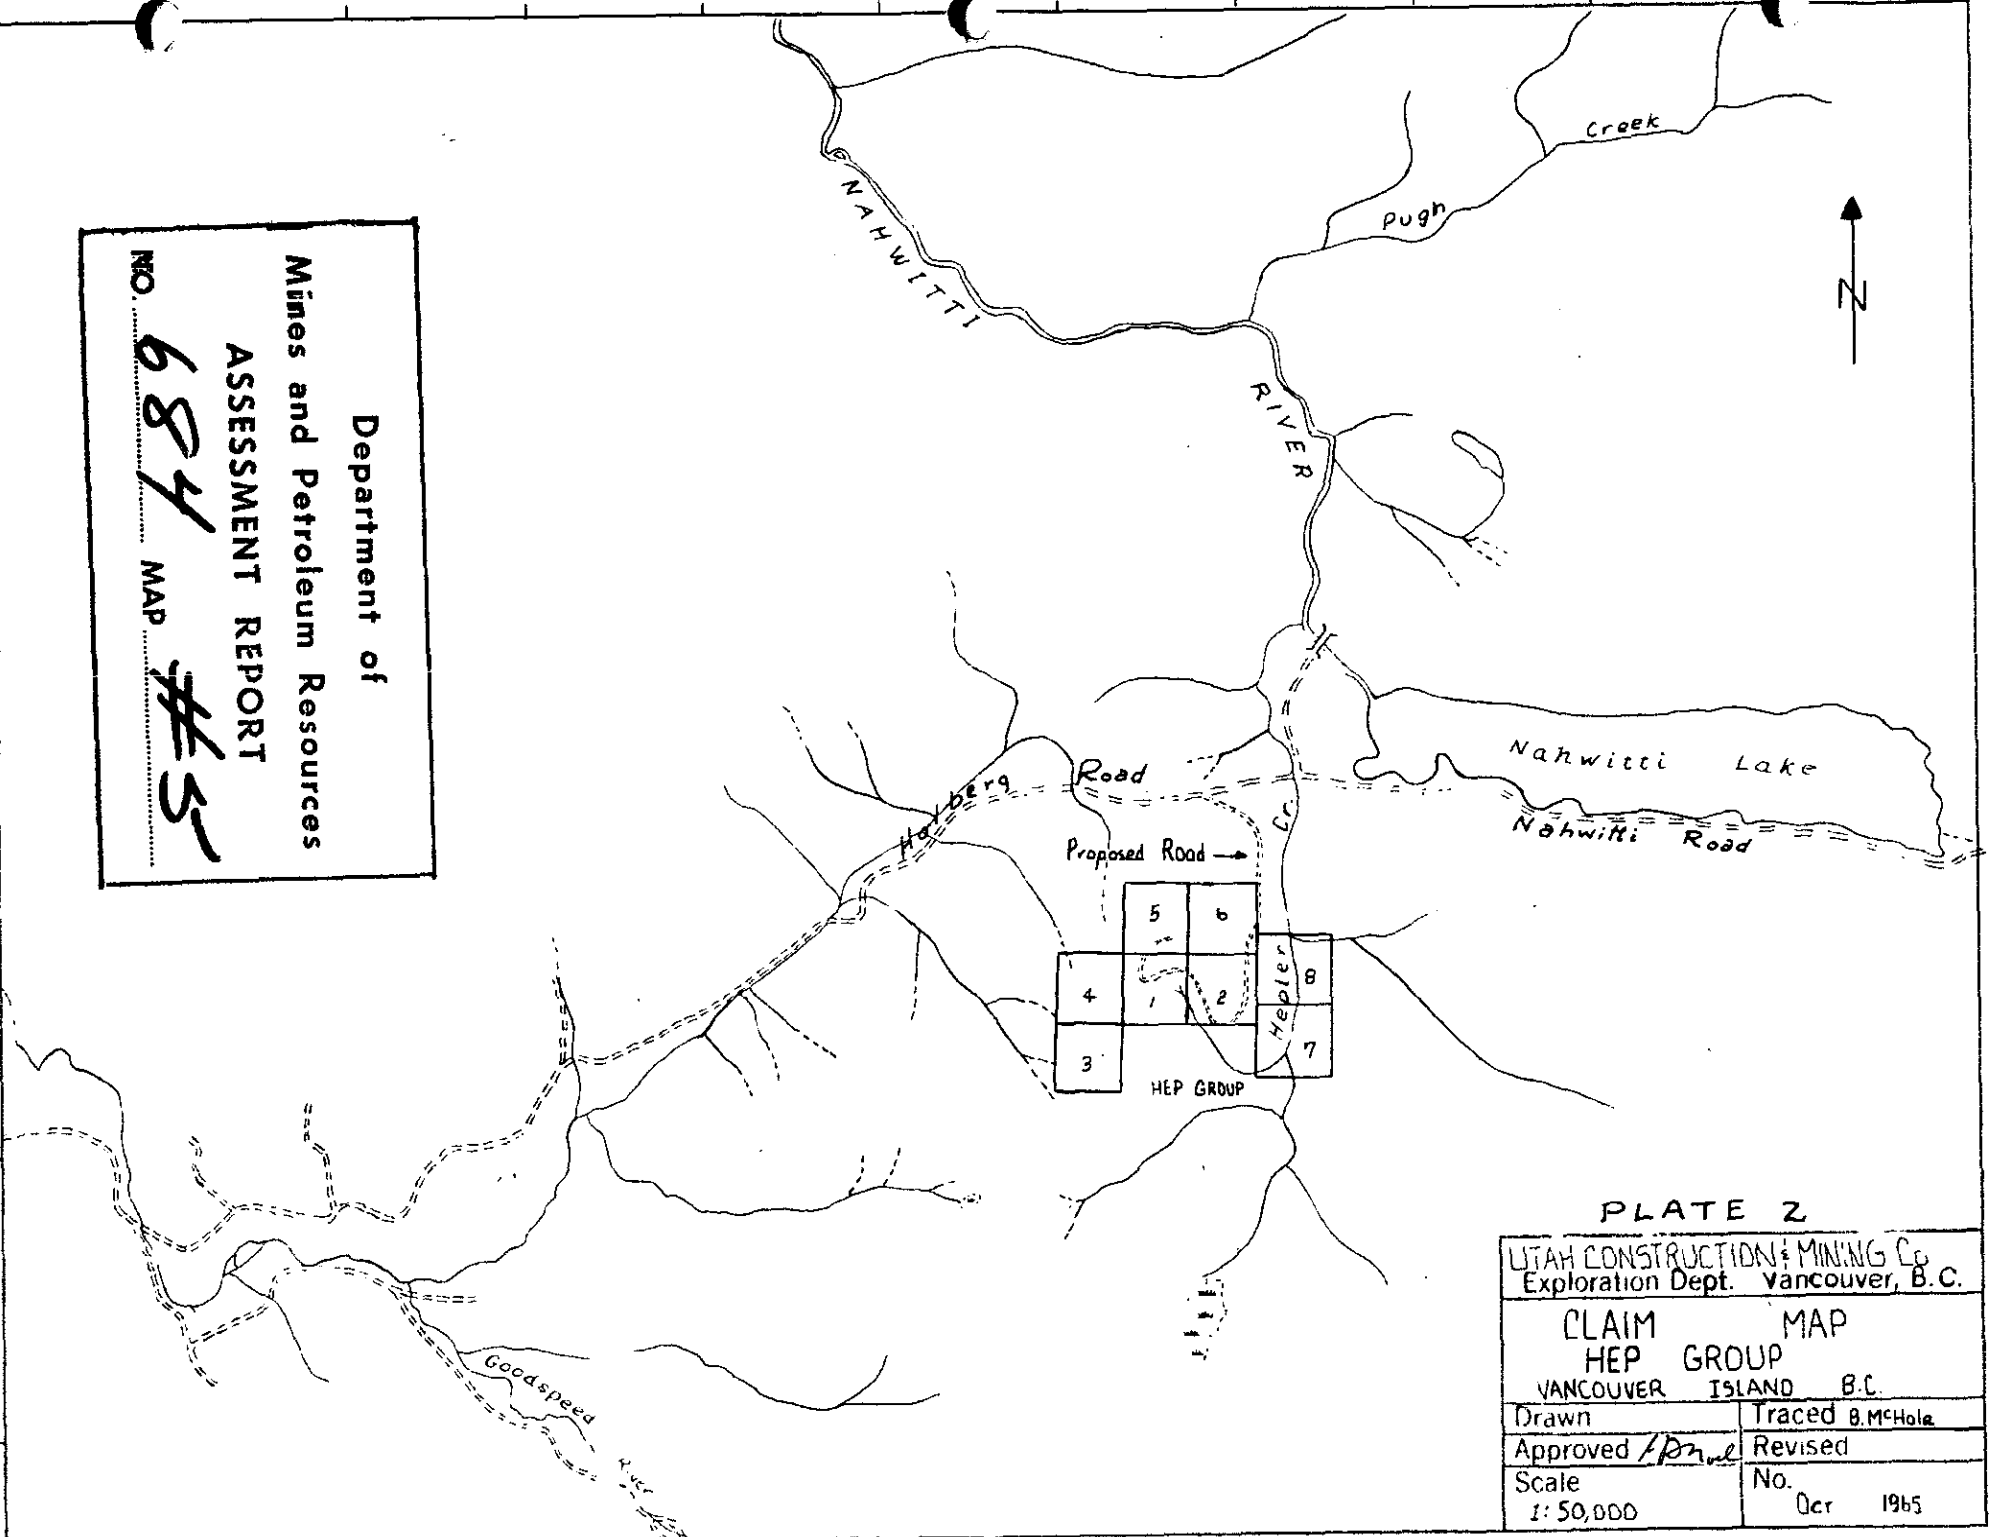 Creek
Pugh
NAHWITTI
RIVER
N
Department of
Mines and Petroleum Resources
ASSESSMENT REPORT
NO. 684 MAP #5
Nahwitti Lake
Nahwitti Road
Holberg Road
Cr.
Proposed Road
5 6
4 1 2 Hepler 8
3 7
HEP GROUP
Goodspeed
River
PLATE 2
UTAH CONSTRUCTION & MINING Co
Exploration Dept. Vancouver, B.C.
CLAIM MAP
HEP GROUP
VANCOUVER ISLAND B.C.
Drawn Traced B. McHale
Approved Revised
Scale No.
1:50,000 Oct 1965